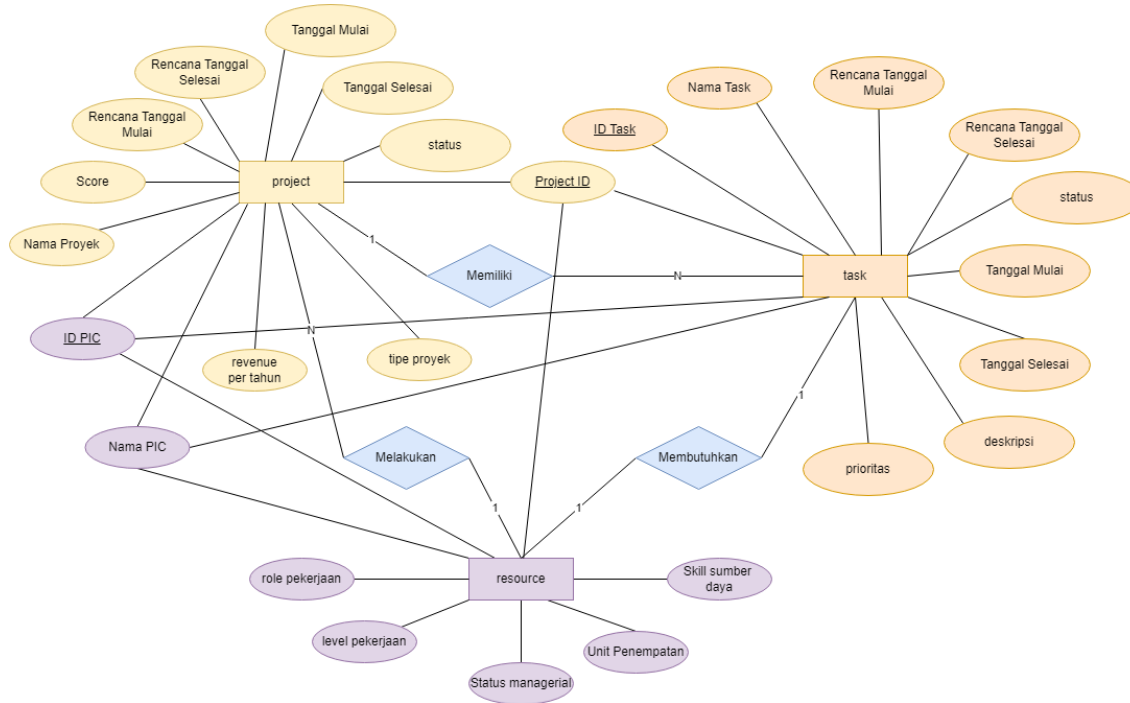 Tanggal Mulai
Rencana Tanggal
Selesai
Tanggal Selesai
Rencana Tanggal
Mulai
status
Score
project
Project ID
Nama Proyek
ID PIC
Nama PIC
revenue
per tahun
tipe proyek
1
Memiliki
N
Nama Task
Rencana Tanggal
Mulai
ID Task
Rencana Tanggal
Selesai
status
task
Tanggal Mulai
Tanggal Selesai
deskripsi
prioritas
N
Melakukan
1
1
Membutuhkan
1
role pekerjaan
resource
Skill sumber
daya
level pekerjaan
Unit Penempatan
Status managerial